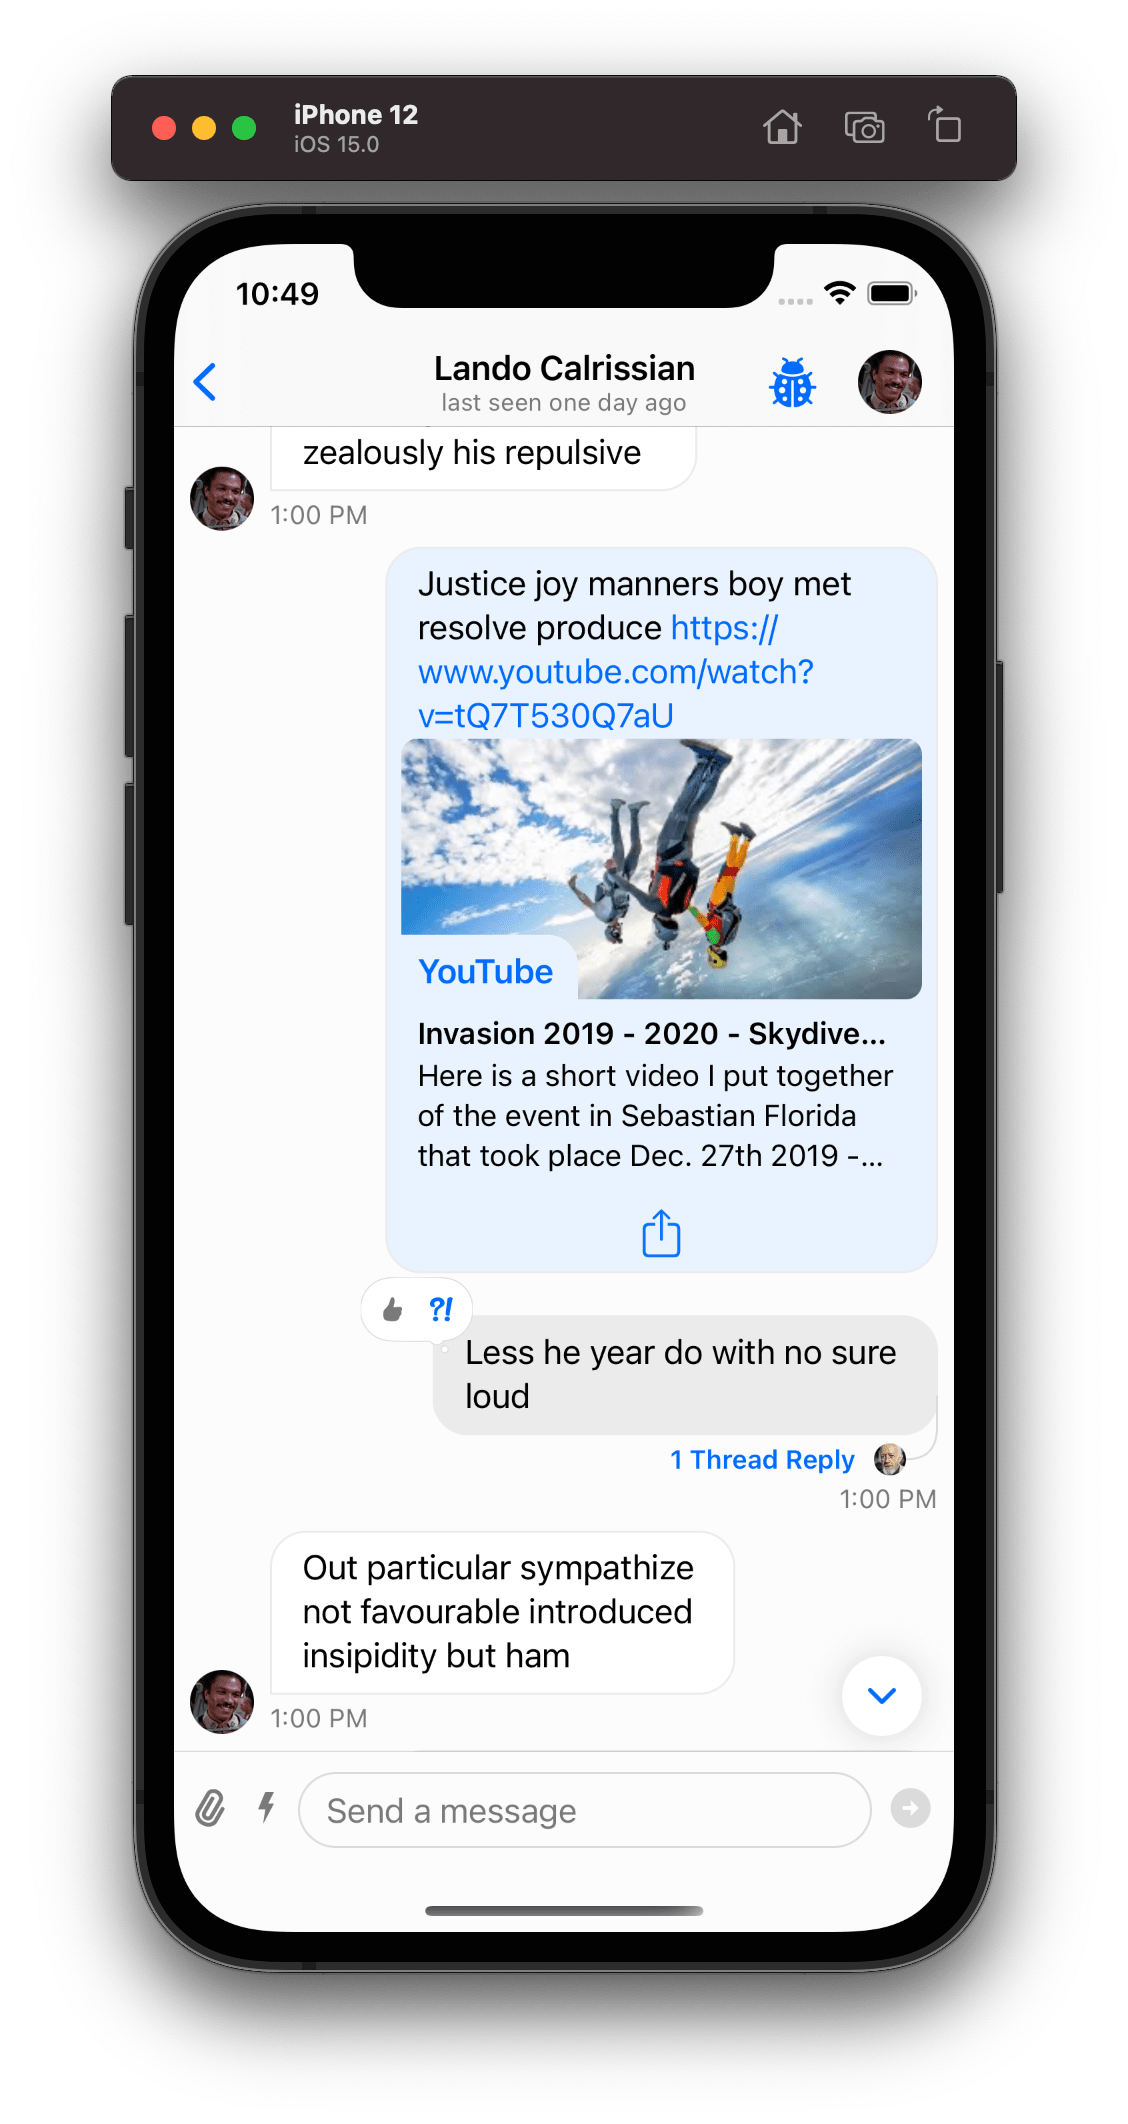 iPhone 12
iOS 15.0
10:49
Lando Calrissian
last seen one day ago
zealously his repulsive
1:00 PM
Justice joy manners boy met
resolve produce https://
www.youtube.com/watch?
v=tQ7T530Q7aU
YouTube
Invasion 2019 - 2020 - Skydive...
Here is a short video I put together
of the event in Sebastian Florida
that took place Dec. 27th 2019 -...
?!
Less he year do with no sure
loud
1 Thread Reply
1:00 PM
Out particular sympathize
not favourable introduced
insipidity but ham
1:00 PM
Send a message